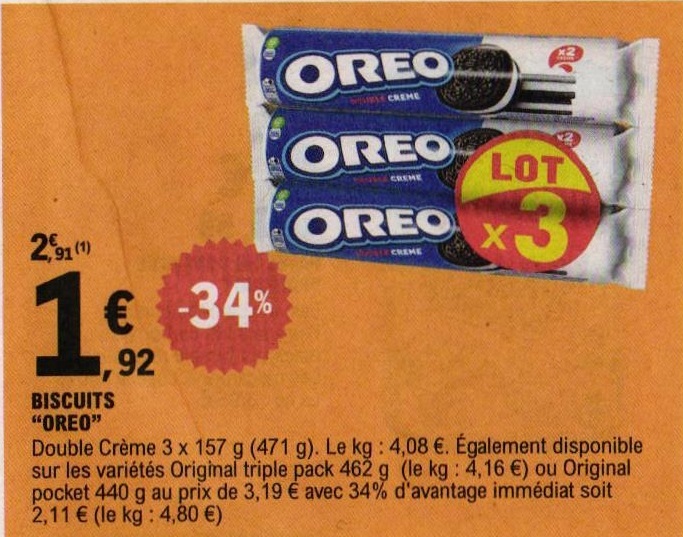 OREO
DOUBLE CREME
x2
OREO
CREME
x2
OREO
CREME
LOT
x3
2€,91 (1)
1€,92
-34%
BISCUITS
"OREO"
Double Crème 3 x 157 g (471 g). Le kg : 4,08 €. Également disponible
sur les variétés Original triple pack 462 g (le kg : 4,16 €) ou Original
pocket 440 g au prix de 3,19 € avec 34% d'avantage immédiat soit
2,11 € (le kg : 4,80 €)